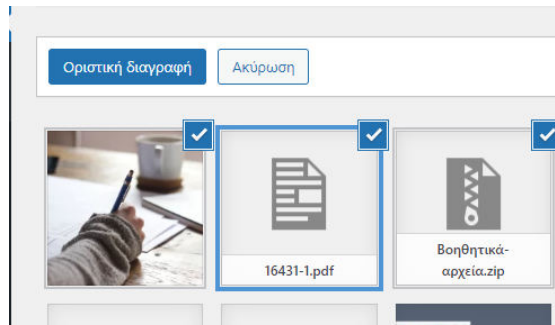 Οριστική διαγραφή
Ακύρωση
16431-1.pdf
Βοηθητικά-
αρχεία.zip